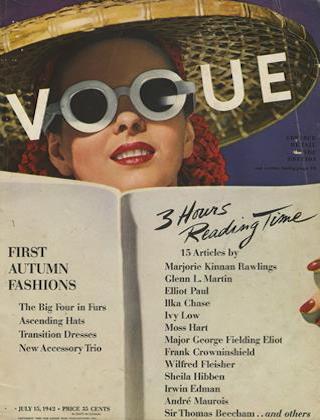 VOGUE
3 Hours
Reading Time
15 Articles by
Marjorie Kinnan Rawlings
Glenn L. Martin
Elliot Paul
Ilka Chase
Ivy Low
Moss Hart
Major George Fielding Eliot
Frank Crowninshield
Wilfred Fleisher
Sheila Hibben
Irwin Edman
André Maurois
Sir Thomas Beecham...and others
FIRST
AUTUMN
FASHIONS
The Big Four in Furs
Ascending Hats
Transition Dresses
New Accessory Trio
JULY 15, 1942 • PRICE 35 CENTS